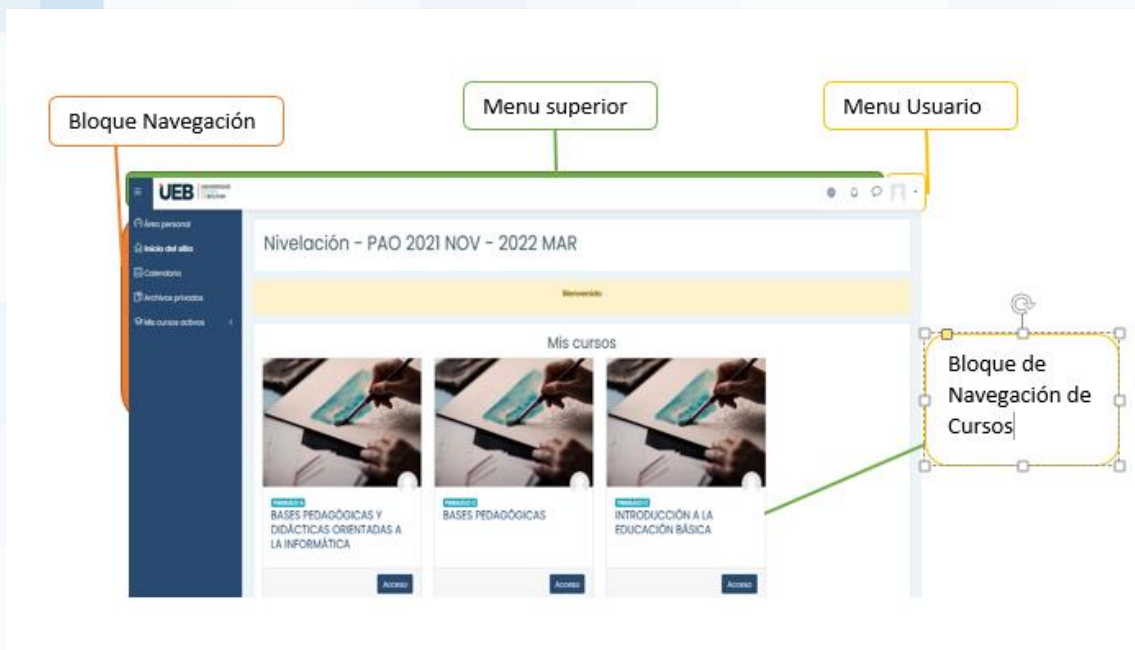 Bloque Navegación
Menu superior
Menu Usuario
UEB
Área personal
Inicio del sitio
Calendario
Archivos privados
Mis cursos activos
Nivelación - PAO 2021 NOV - 2022 MAR
Bienvenido
Mis cursos
BASES PEDAGÓGICAS Y
DIDÁCTICAS ORIENTADAS A
LA INFORMÁTICA
Acceso
BASES PEDAGÓGICAS
Acceso
INTRODUCCIÓN A LA
EDUCACIÓN BÁSICA
Acceso
Bloque de
Navegación de
Cursos